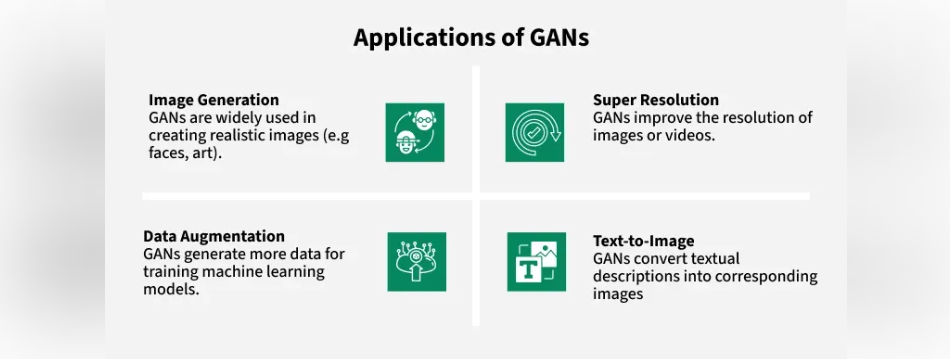 Applications of GANs
Image Generation
GANs are widely used in
creating realistic images (e.g
faces, art).
Super Resolution
GANs improve the resolution of
images or videos.
Data Augmentation
GANs generate more data for
training machine learning
models.
T
Text-to-Image
GANs convert textual
descriptions into corresponding
images